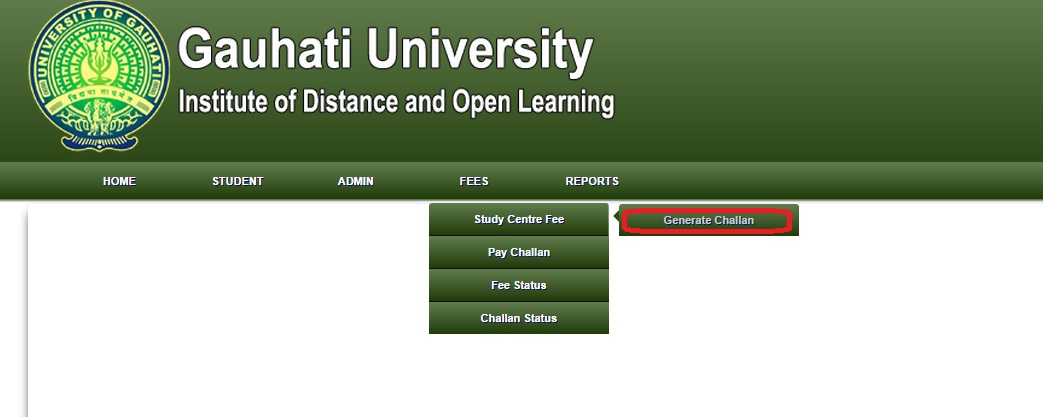 UNIVERSITY OF GAUHATI
विद्यया साधयेत
Gauhati University
Institute of Distance and Open Learning
HOME STUDENT ADMIN FEES REPORTS
Study Centre Fee Generate Challan
Pay Challan
Fee Status
Challan Status